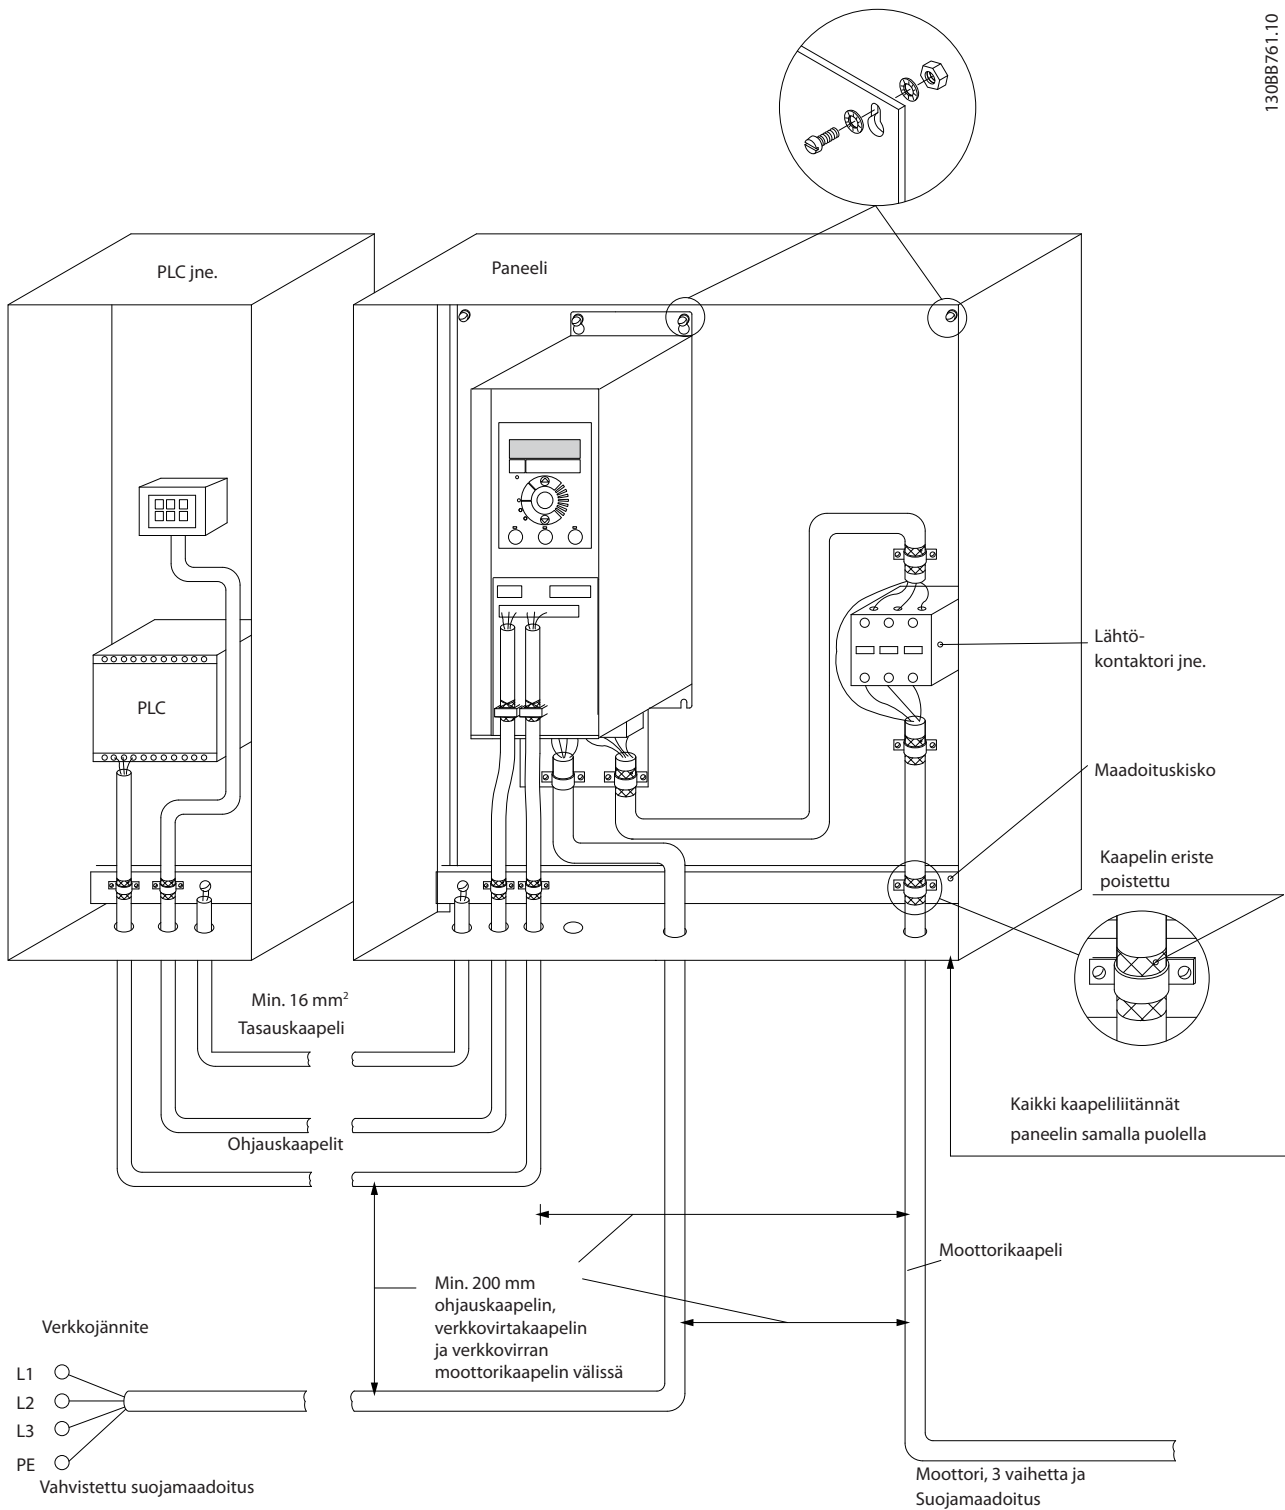 130BB761.10
PLC jne.
Paneeli
PLC
Lähtö-
kontaktori jne.
Maadoituskisko
Kaapelin eriste
poistettu
Min. 16 mm²
Tasauskaapeli
Ohjauskaapelit
Kaikki kaapeliliitännät
paneelin samalla puolella
Moottorikaapeli
Min. 200 mm
ohjauskaapelin,
verkkovirtakaapelin
ja verkkovirran
moottorikaapelin välissä
Verkkojännite
L1
L2
L3
PE
Vahvistettu suojamaadoitus
Moottori, 3 vaihetta ja
Suojamaadoitus